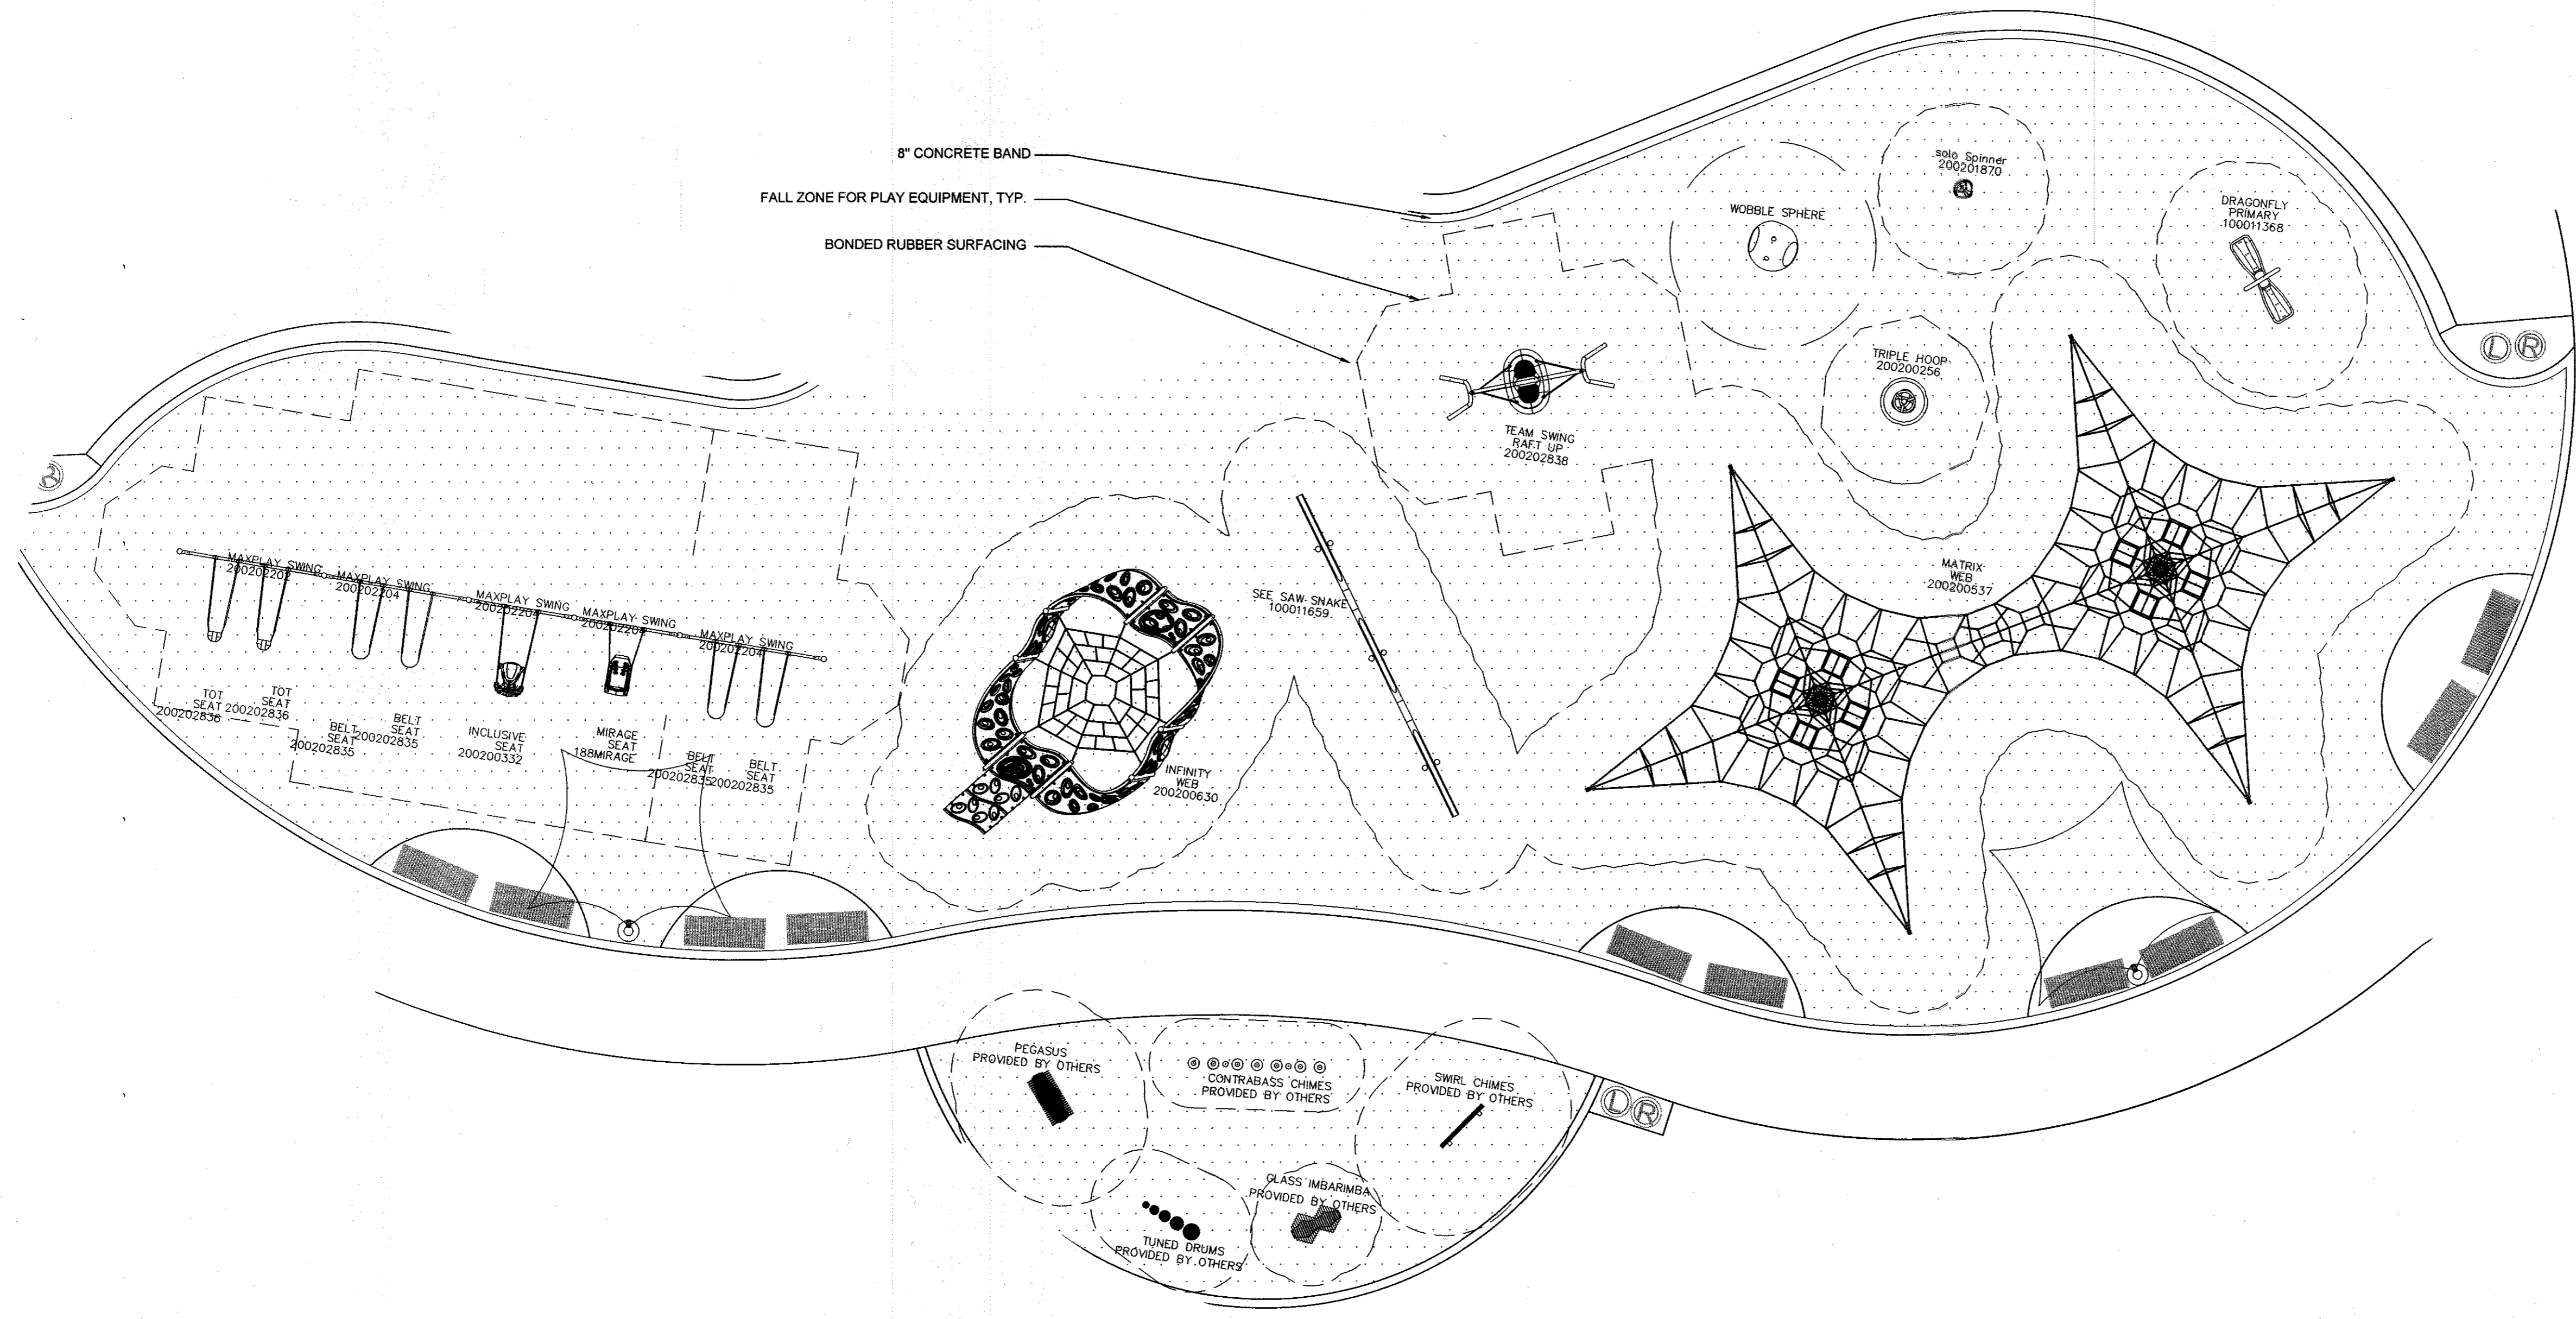 8" CONCRETE BAND
FALL ZONE FOR PLAY EQUIPMENT, TYP.
BONDED RUBBER SURFACING
solo Spinner
200201870
WOBBLE SPHERE
DRAGONFLY
PRIMARY
100011368
TRIPLE HOOP
200200256
L R
R
TEAM SWING
RAFT UP
200202838
MAXPLAY SWING
200202202
MAXPLAY SWING
200202204
MAXPLAY SWING
200202204
MAXPLAY SWING
200202204
MAXPLAY SWING
200202204
SEE SAW SNAKE
100011659
MATRIX
WEB
200200537
TOT
SEAT
200202836
TOT
SEAT
200202836
BELT
SEAT
200202835
BELT
SEAT
200202835
INCLUSIVE
SEAT
200200332
MIRAGE
SEAT
188MIRAGE
BELT
SEAT
200202835
BELT
SEAT
200202835
INFINITY
WEB
200200630
PEGASUS
PROVIDED BY OTHERS
CONTRABASS CHIMES
PROVIDED BY OTHERS
SWIRL CHIMES
PROVIDED BY OTHERS
L R
GLASS IMBARIMBA
PROVIDED BY OTHERS
TUNED DRUMS
PROVIDED BY OTHERS